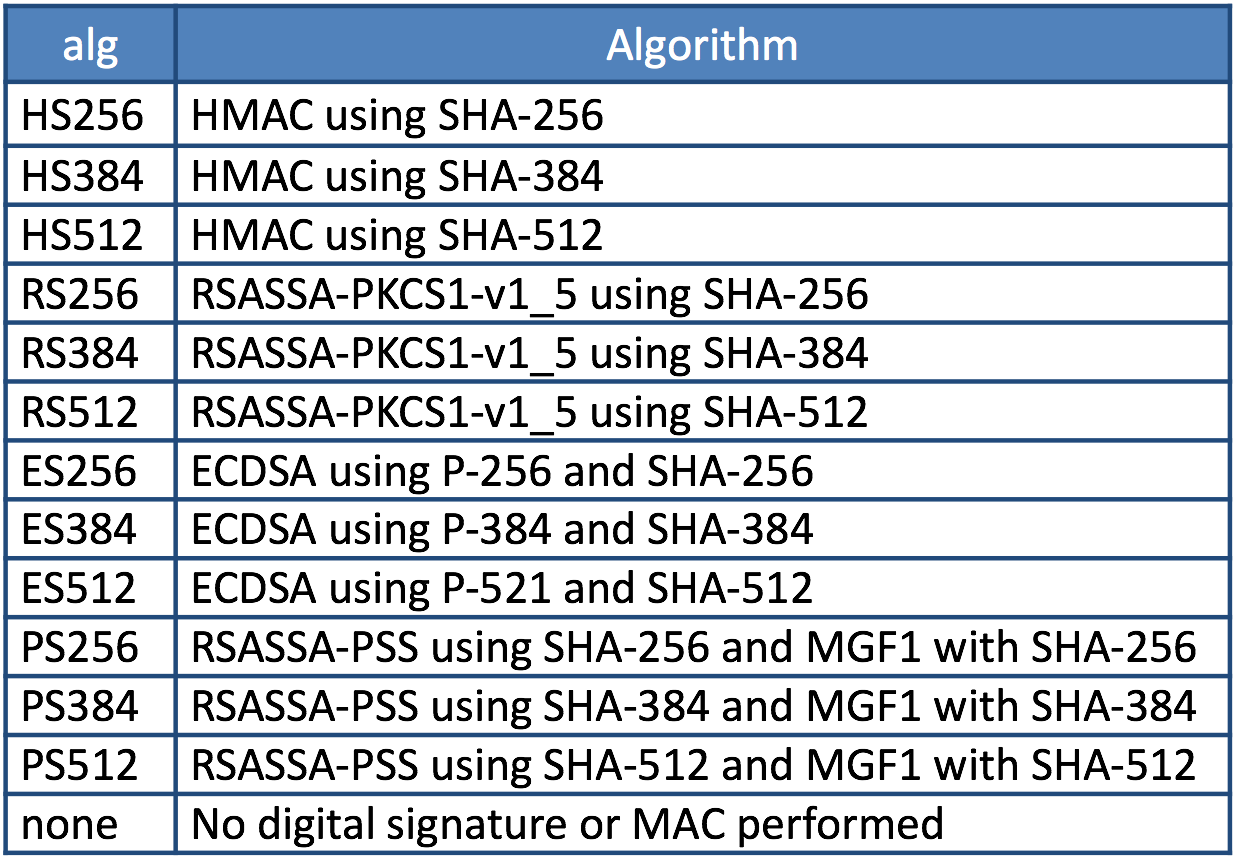 alg Algorithm
HS256 HMAC using SHA-256
HS384 HMAC using SHA-384
HS512 HMAC using SHA-512
RS256 RSASSA-PKCS1-v1_5 using SHA-256
RS384 RSASSA-PKCS1-v1_5 using SHA-384
RS512 RSASSA-PKCS1-v1_5 using SHA-512
ES256 ECDSA using P-256 and SHA-256
ES384 ECDSA using P-384 and SHA-384
ES512 ECDSA using P-521 and SHA-512
PS256 RSASSA-PSS using SHA-256 and MGF1 with SHA-256
PS384 RSASSA-PSS using SHA-384 and MGF1 with SHA-384
PS512 RSASSA-PSS using SHA-512 and MGF1 with SHA-512
none No digital signature or MAC performed